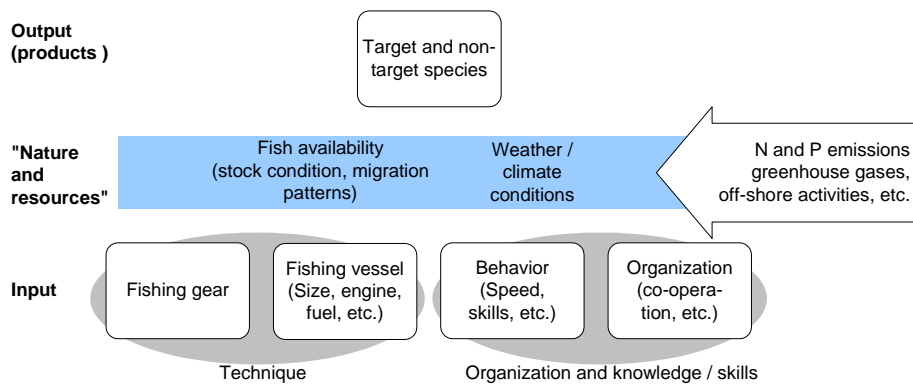 Output
(products )
Target and non-
target species
"Nature
and
resources"
Fish availability
(stock condition, migration
patterns)
Weather /
climate
conditions
N and P emissions
greenhouse gases,
off-shore activities, etc.
Input
Fishing gear
Fishing vessel
(Size, engine,
fuel, etc.)
Behavior
(Speed,
skills, etc.)
Organization
(co-opera-
tion, etc.)
Technique
Organization and knowledge / skills